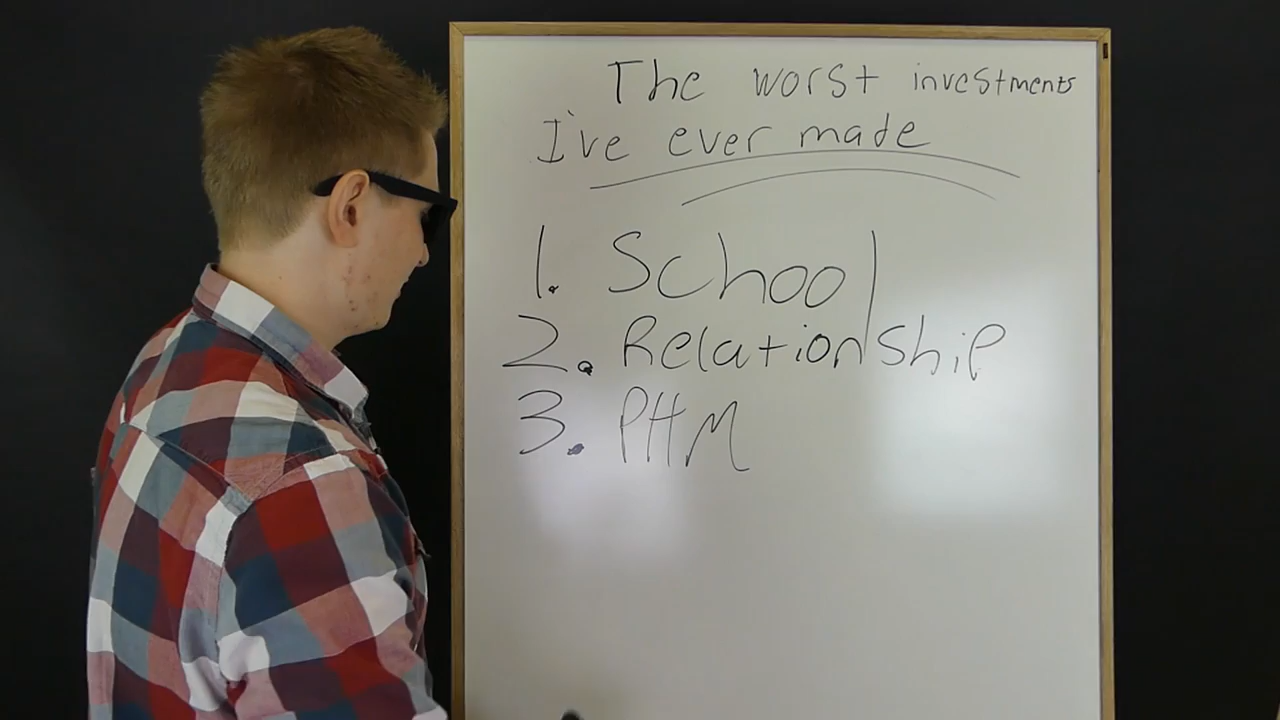 The worst investments
I've ever made
1. School
2. Relationship
3. PHM